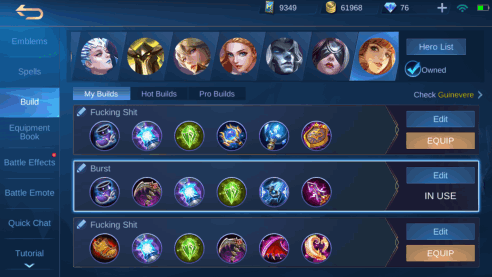 9349
61968
76
Emblems
Spells
Build
Equipment
Book
Battle Effects
Battle Emote
Quick Chat
Tutorial
Hero List
Owned
My Builds
Hot Builds
Pro Builds
Check Guinevere
Fucking Shit
Edit
EQUIP
Burst
Edit
IN USE
Fucking Shit
Edit
EQUIP